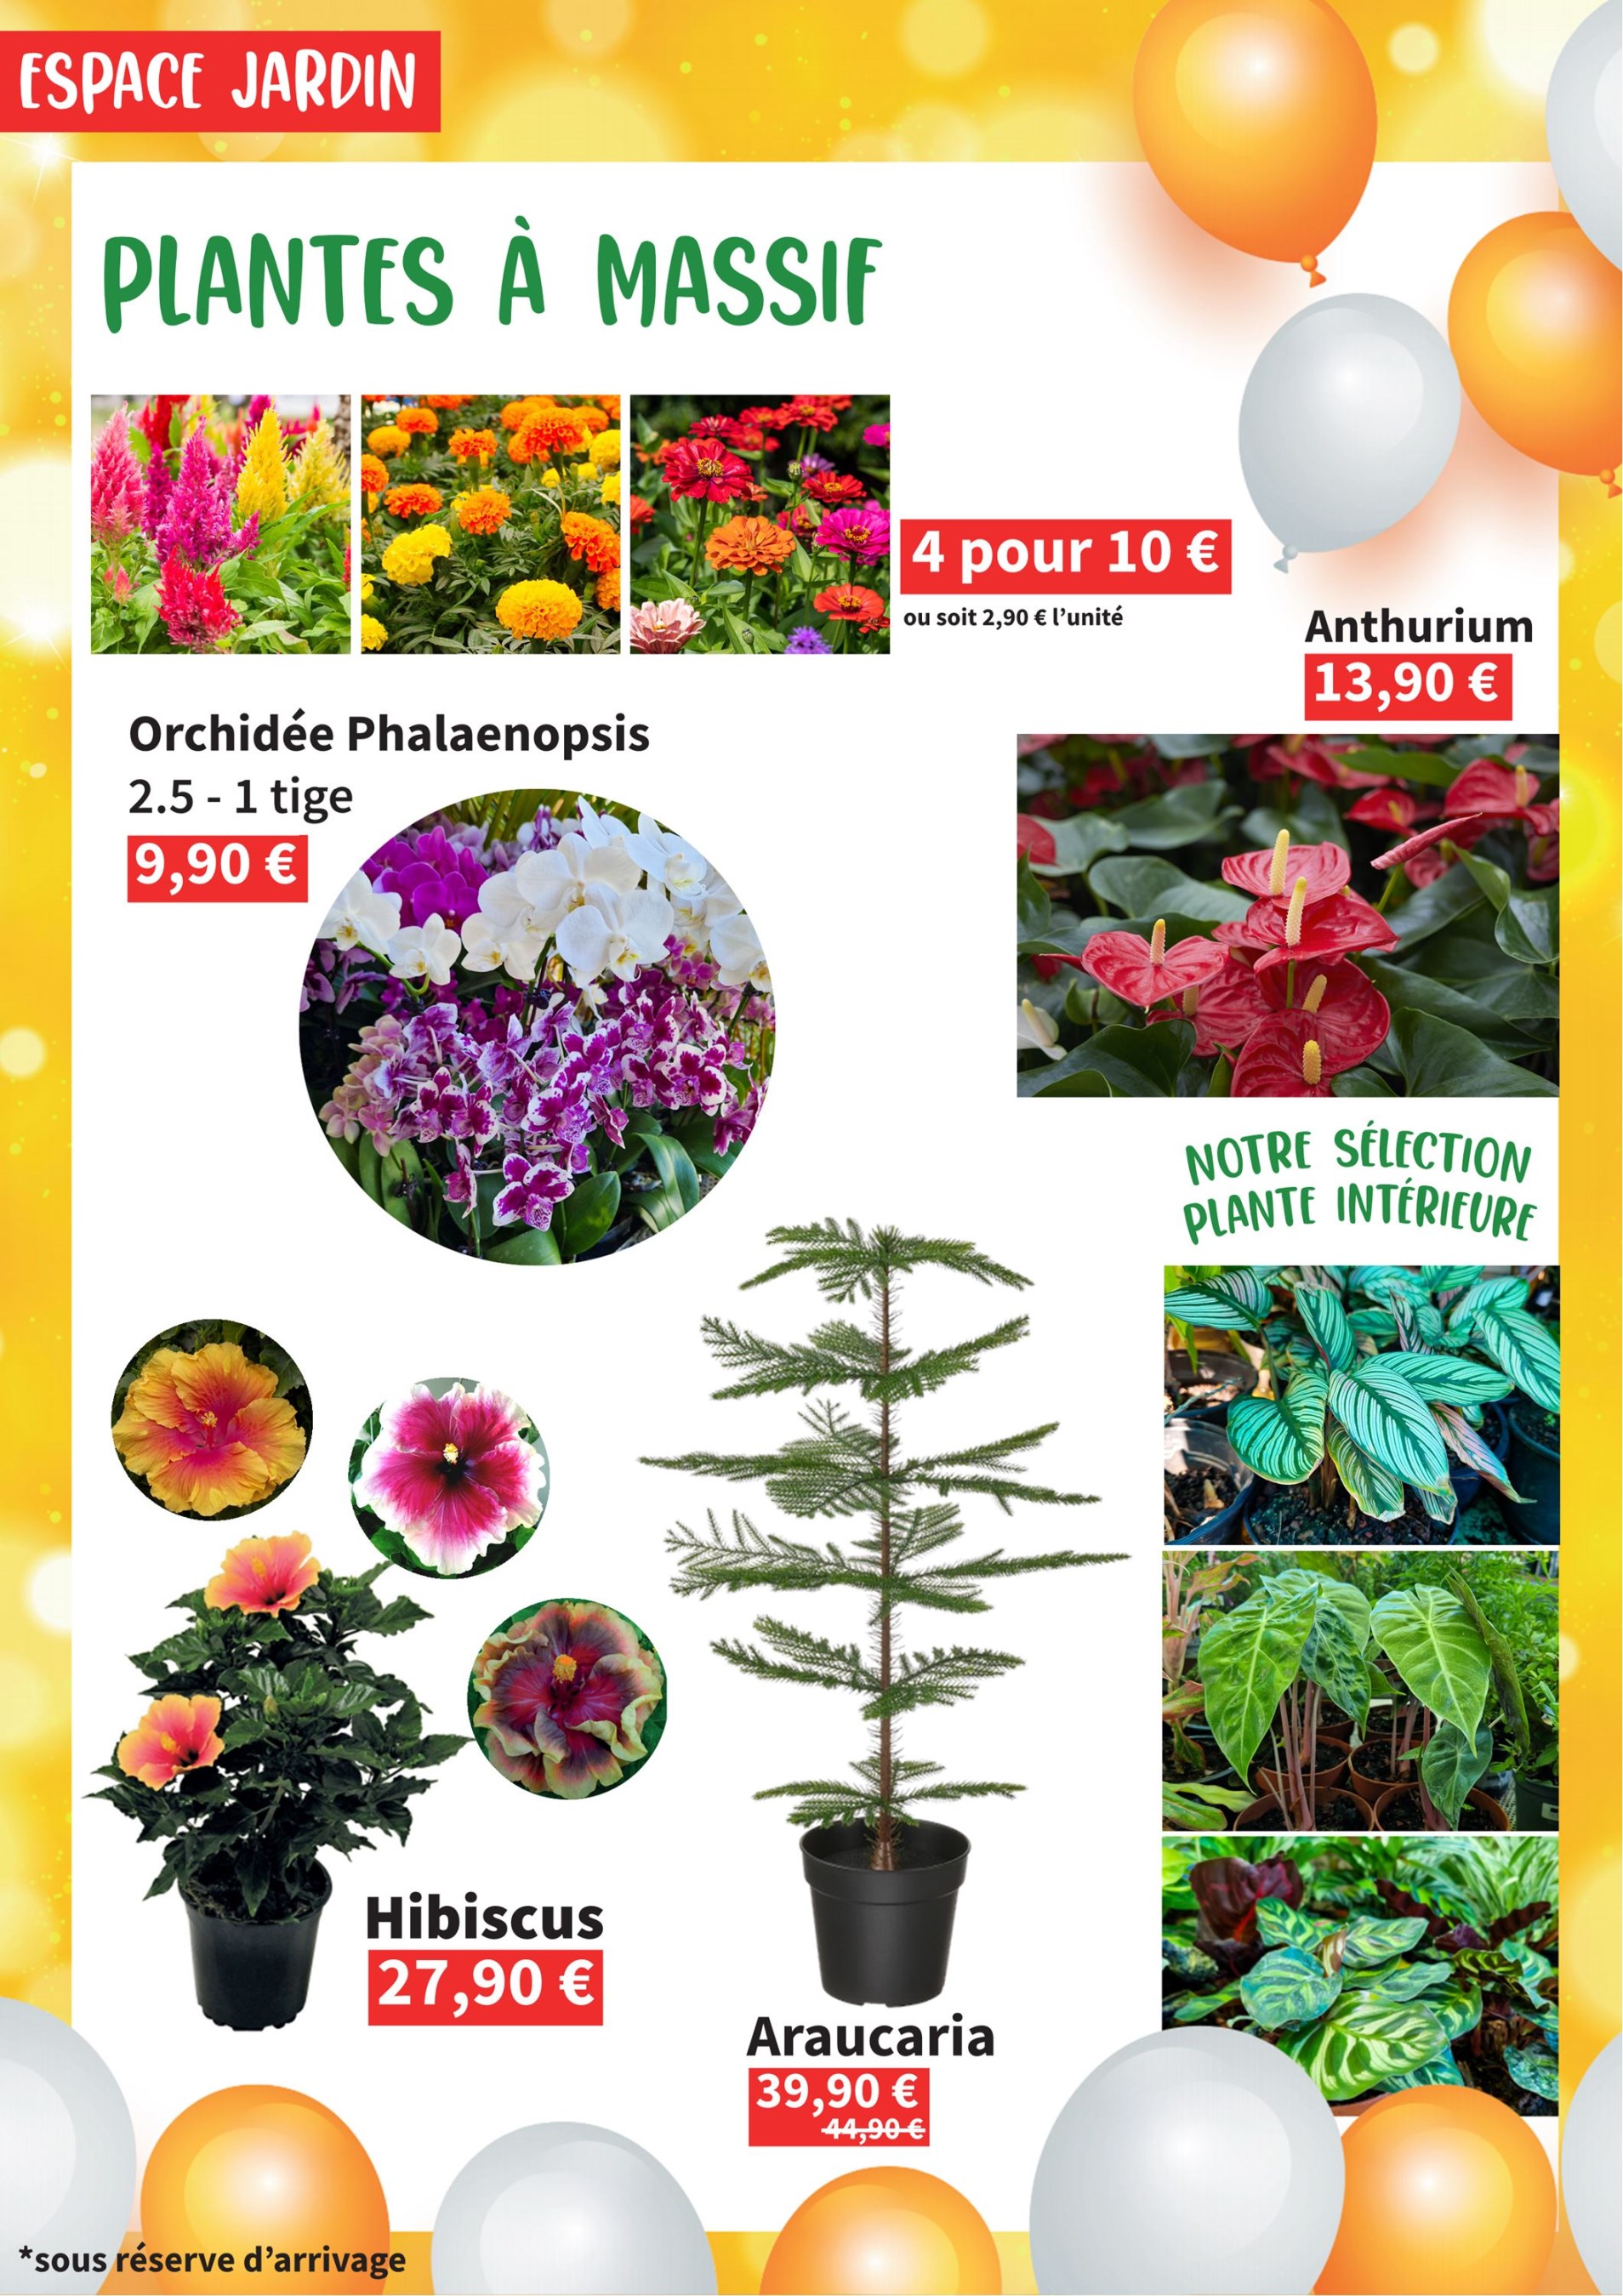 ESPACE JARDIN
PLANTES À MASSIF
4 pour 10 €
ou soit 2,90 € l’unité
Anthurium
13,90 €
Orchidée Phalaenopsis
2.5 - 1 tige
9,90 €
NOTRE SÉLECTION
PLANTE INTÉRIEURE
Hibiscus
27,90 €
Araucaria
39,90 €
44,90 €
*sous réserve d’arrivage